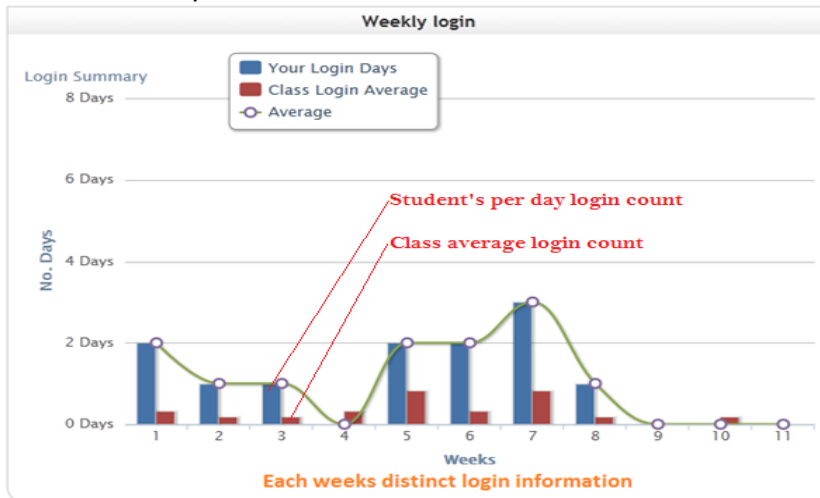 Weekly login
Login Summary
Your Login Days
Class Login Average
Average
8 Days
6 Days
4 Days
2 Days
0 Days
No. Days
Student's per day login count
Class average login count
1 2 3 4 5 6 7 8 9 10 11
Weeks
Each weeks distinct login information